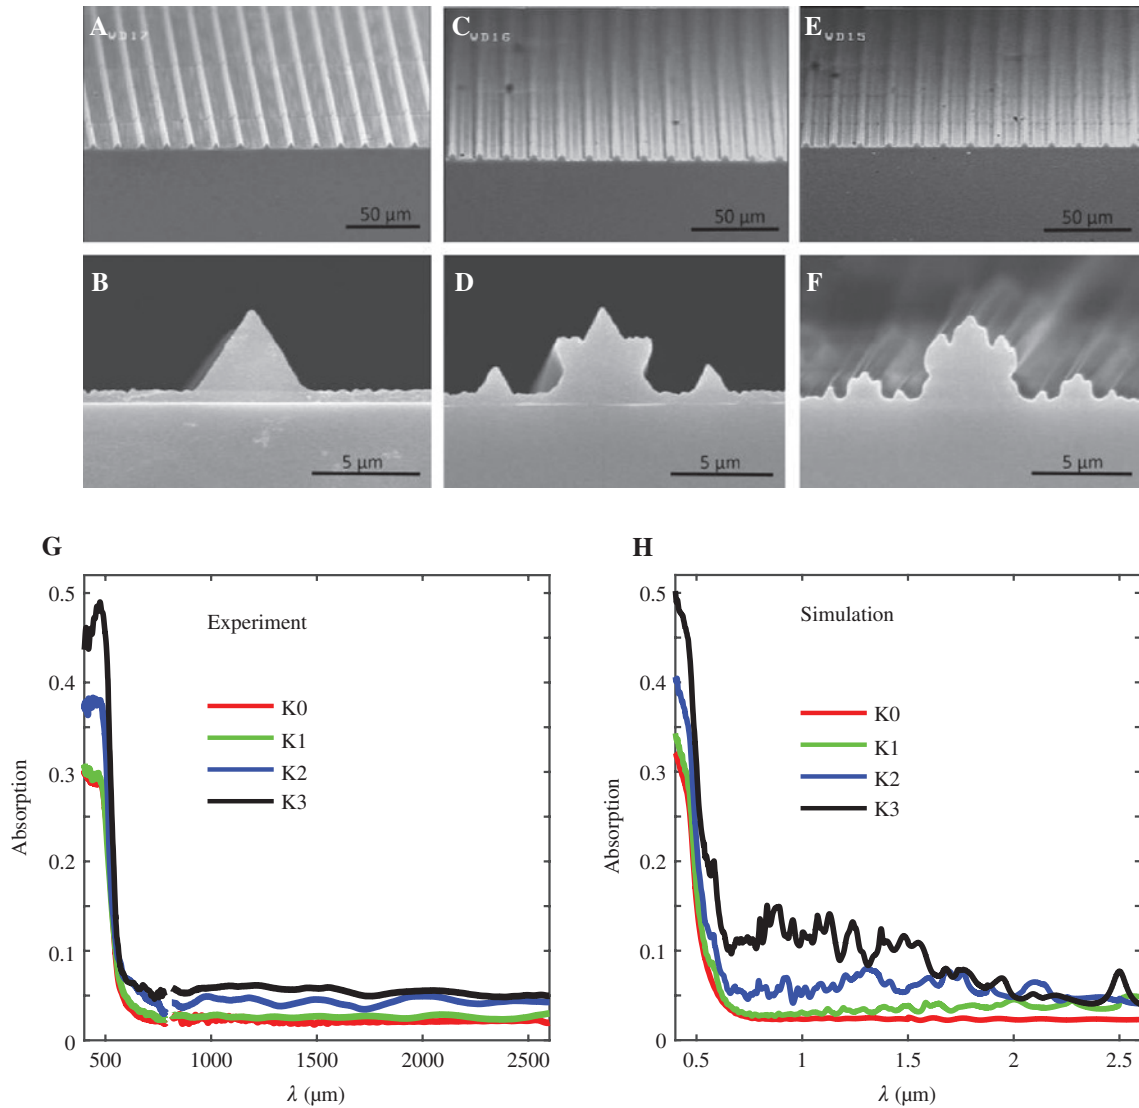 A
WD17
50 μm
C
WD16
50 μm
E
WD15
50 μm
B
5 μm
D
5 μm
F
5 μm
G
Absorption
0.5
0.4
0.3
0.2
0.1
0
Experiment
K0
K1
K2
K3
500
1000
1500
2000
2500
λ (μm)
H
Absorption
0.5
0.4
0.3
0.2
0.1
0
Simulation
K0
K1
K2
K3
0.5
1
1.5
2
2.5
λ (μm)